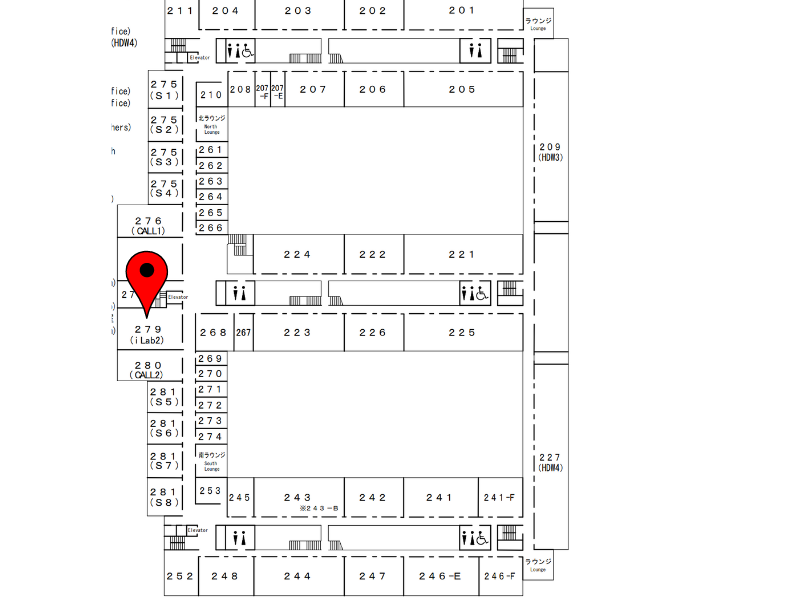 211 204 203 202 201
ラウンジ
Lounge
fice)
(HDW4)
Elevator
275
(S1)
210
208
207
-F
207
-E
207 206 205
fice)
fice)
275
(S2)
北ラウンジ
North
Lounge
hers)
209
(HDW3)
275
(S3)
261
262
h
275
(S4)
263
264
265
266
)
276
(CALL1)
224 222 221
)
27
Elevator
)
)
279
(iLab2)
268 267 223 226 225
280
(CALL2)
269
270
281
(S5)
271
272
281
(S6)
273
274
281
(S7)
南ラウンジ
South
Lounge
227
(HDW4)
281
(S8)
253
245 243 242 241 241-F
※243-B
Elevator
252 248 244 247 246-E 246-F
ラウンジ
Lounge